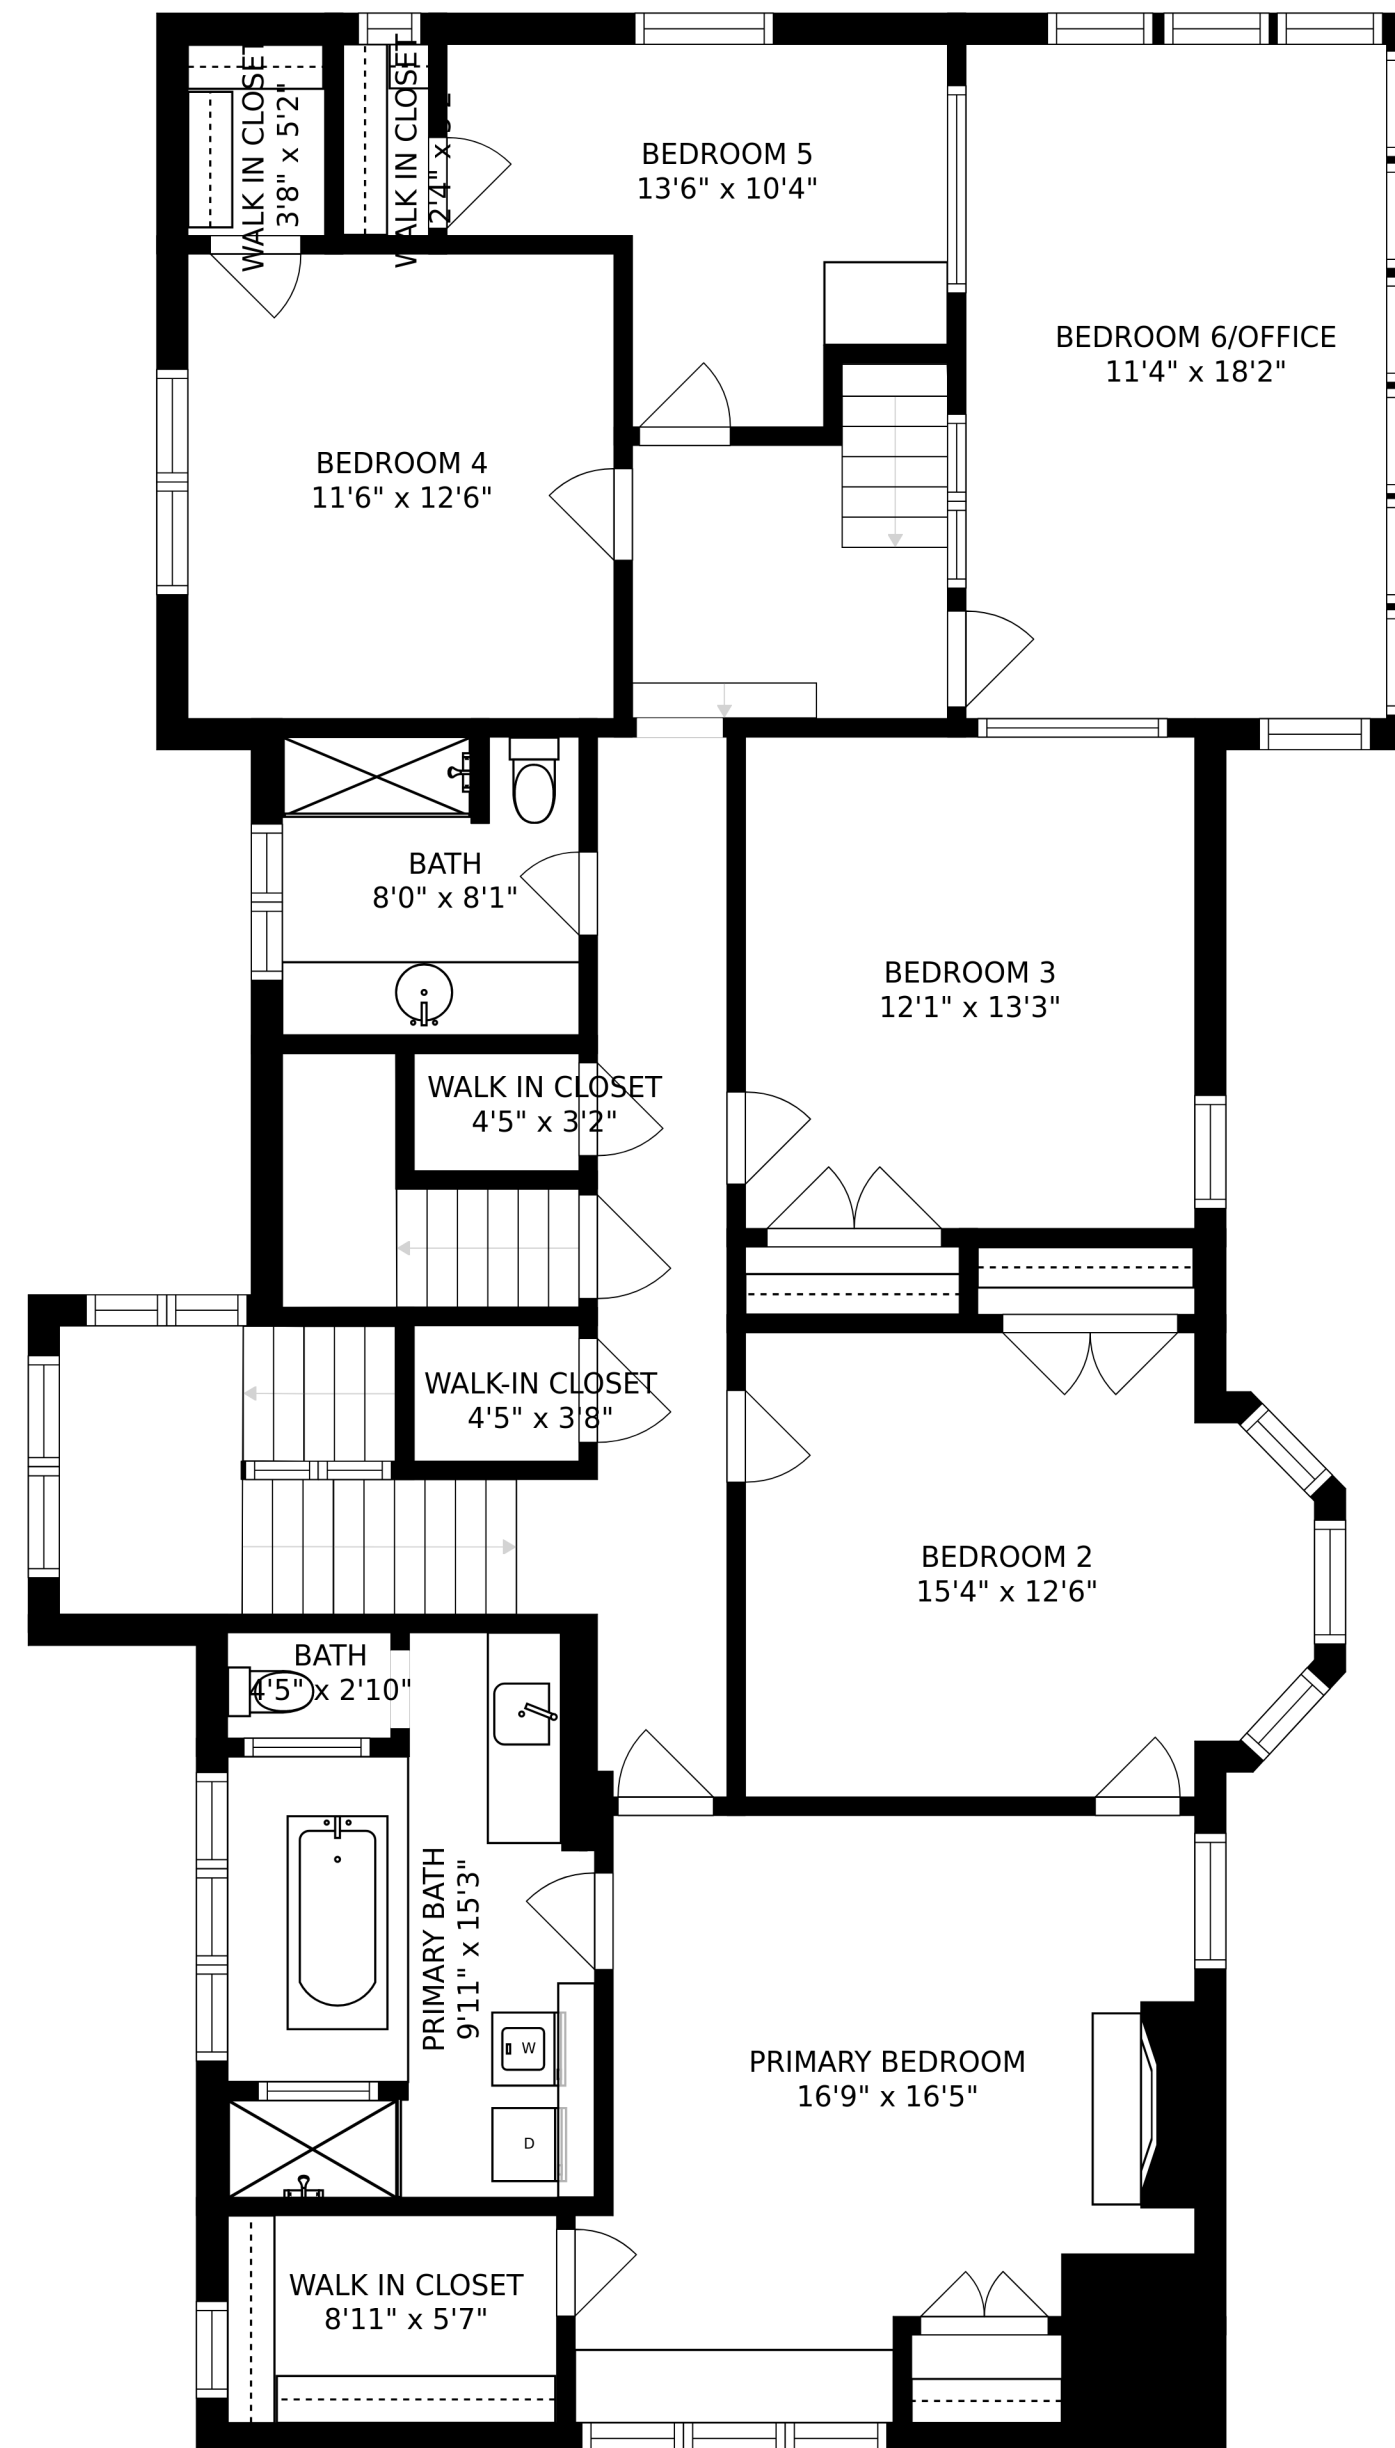 WALK IN CLOSET
3'8" x 5'2"
WALK IN CLOSET
2'4" x
BEDROOM 5
13'6" x 10'4"
BEDROOM 6/OFFICE
11'4" x 18'2"
BEDROOM 4
11'6" x 12'6"
BATH
8'0" x 8'1"
BEDROOM 3
12'1" x 13'3"
WALK IN CLOSET
4'5" x 3'2"
WALK-IN CLOSET
4'5" x 3'8"
BEDROOM 2
15'4" x 12'6"
BATH
4'5" x 2'10"
PRIMARY BATH
9'11" x 15'3"
W
D
PRIMARY BEDROOM
16'9" x 16'5"
WALK IN CLOSET
8'11" x 5'7"